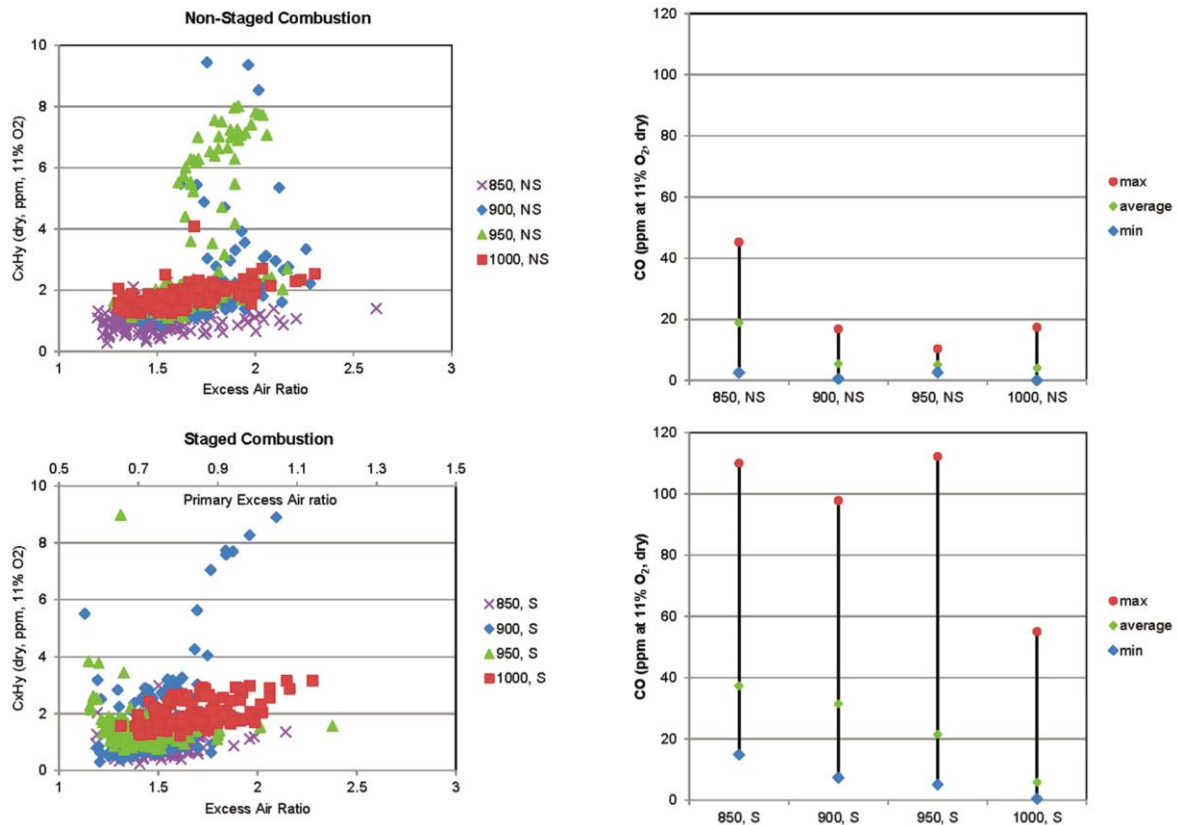 Non-Staged Combustion
10
8
6
4
2
0
CxHy (dry, ppm, 11% O2)
1 1.5 2 2.5 3
Excess Air Ratio
850, NS
900, NS
950, NS
1000, NS
120
100
80
60
40
20
0
CO (ppm at 11% O2, dry)
850, NS 900, NS 950, NS 1000, NS
max
average
min
Staged Combustion
0.5 0.7 0.9 1.1 1.3 1.5
Primary Excess Air ratio
10
8
6
4
2
0
CxHy (dry, ppm, 11% O2)
1 1.5 2 2.5 3
Excess Air Ratio
850, S
900, S
950, S
1000, S
120
100
80
60
40
20
0
CO (ppm at 11% O2, dry)
850, S 900, S 950, S 1000, S
max
average
min